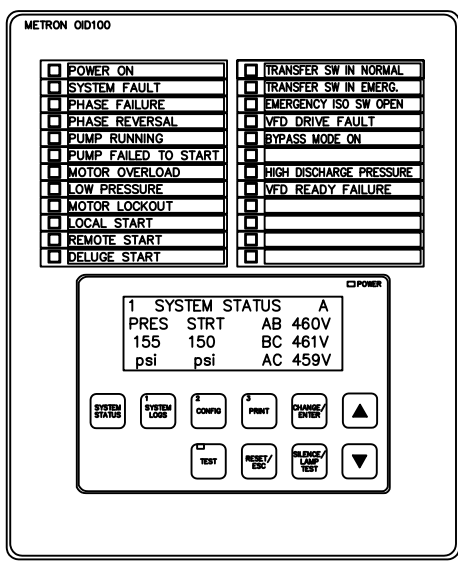 METRON OID100
POWER ON
SYSTEM FAULT
PHASE FAILURE
PHASE REVERSAL
PUMP RUNNING
PUMP FAILED TO START
MOTOR OVERLOAD
LOW PRESSURE
MOTOR LOCKOUT
LOCAL START
REMOTE START
DELUGE START
TRANSFER SW IN NORMAL
TRANSFER SW IN EMERG.
EMERGENCY ISO SW OPEN
VFD DRIVE FAULT
BYPASS MODE ON
HIGH DISCHARGE PRESSURE
VFD READY FAILURE
POWER
1 SYSTEM STATUS A
PRES STRT AB 460V
155 150 BC 461V
psi psi AC 459V
SYSTEM
STATUS
1
SYSTEM
LOGS
2
CONFIG
3
PRINT
CHANGE/
ENTER
TEST
RESET/
ESC
SILENCE/
LAMP
TEST